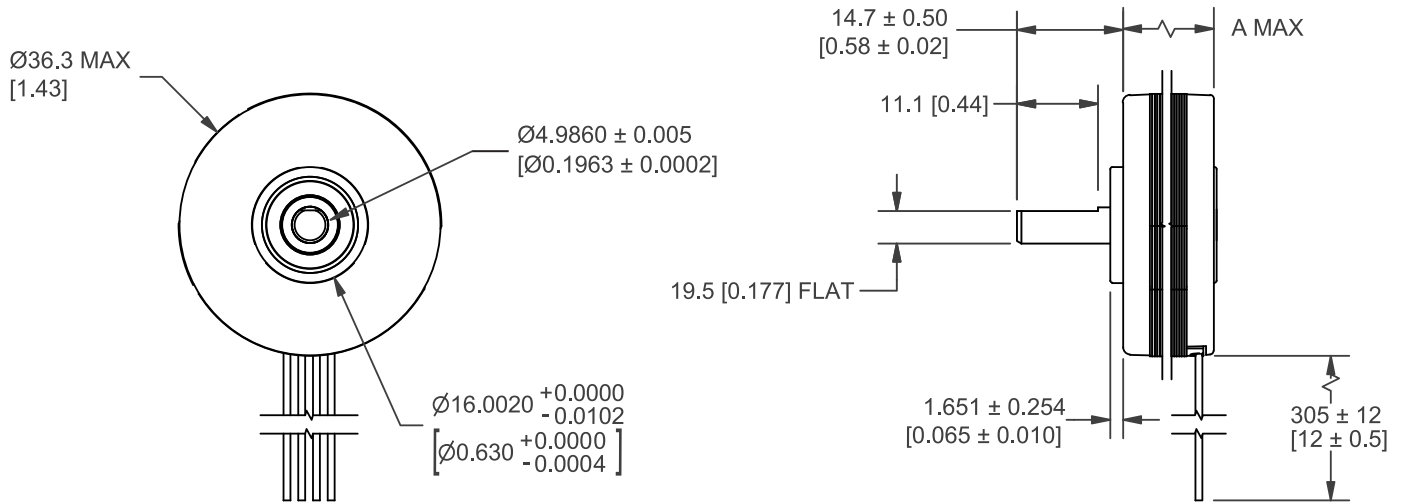 Ø36.3 MAX
[1.43]
Ø4.9860 ± 0.005
[Ø0.1963 ± 0.0002]
Ø16.0020 +0.0000
-0.0102
[Ø0.630 +0.0000
-0.0004 ]
14.7 ± 0.50
[0.58 ± 0.02]
A MAX
11.1 [0.44]
19.5 [0.177] FLAT
1.651 ± 0.254
[0.065 ± 0.010]
305 ± 12
[12 ± 0.5]